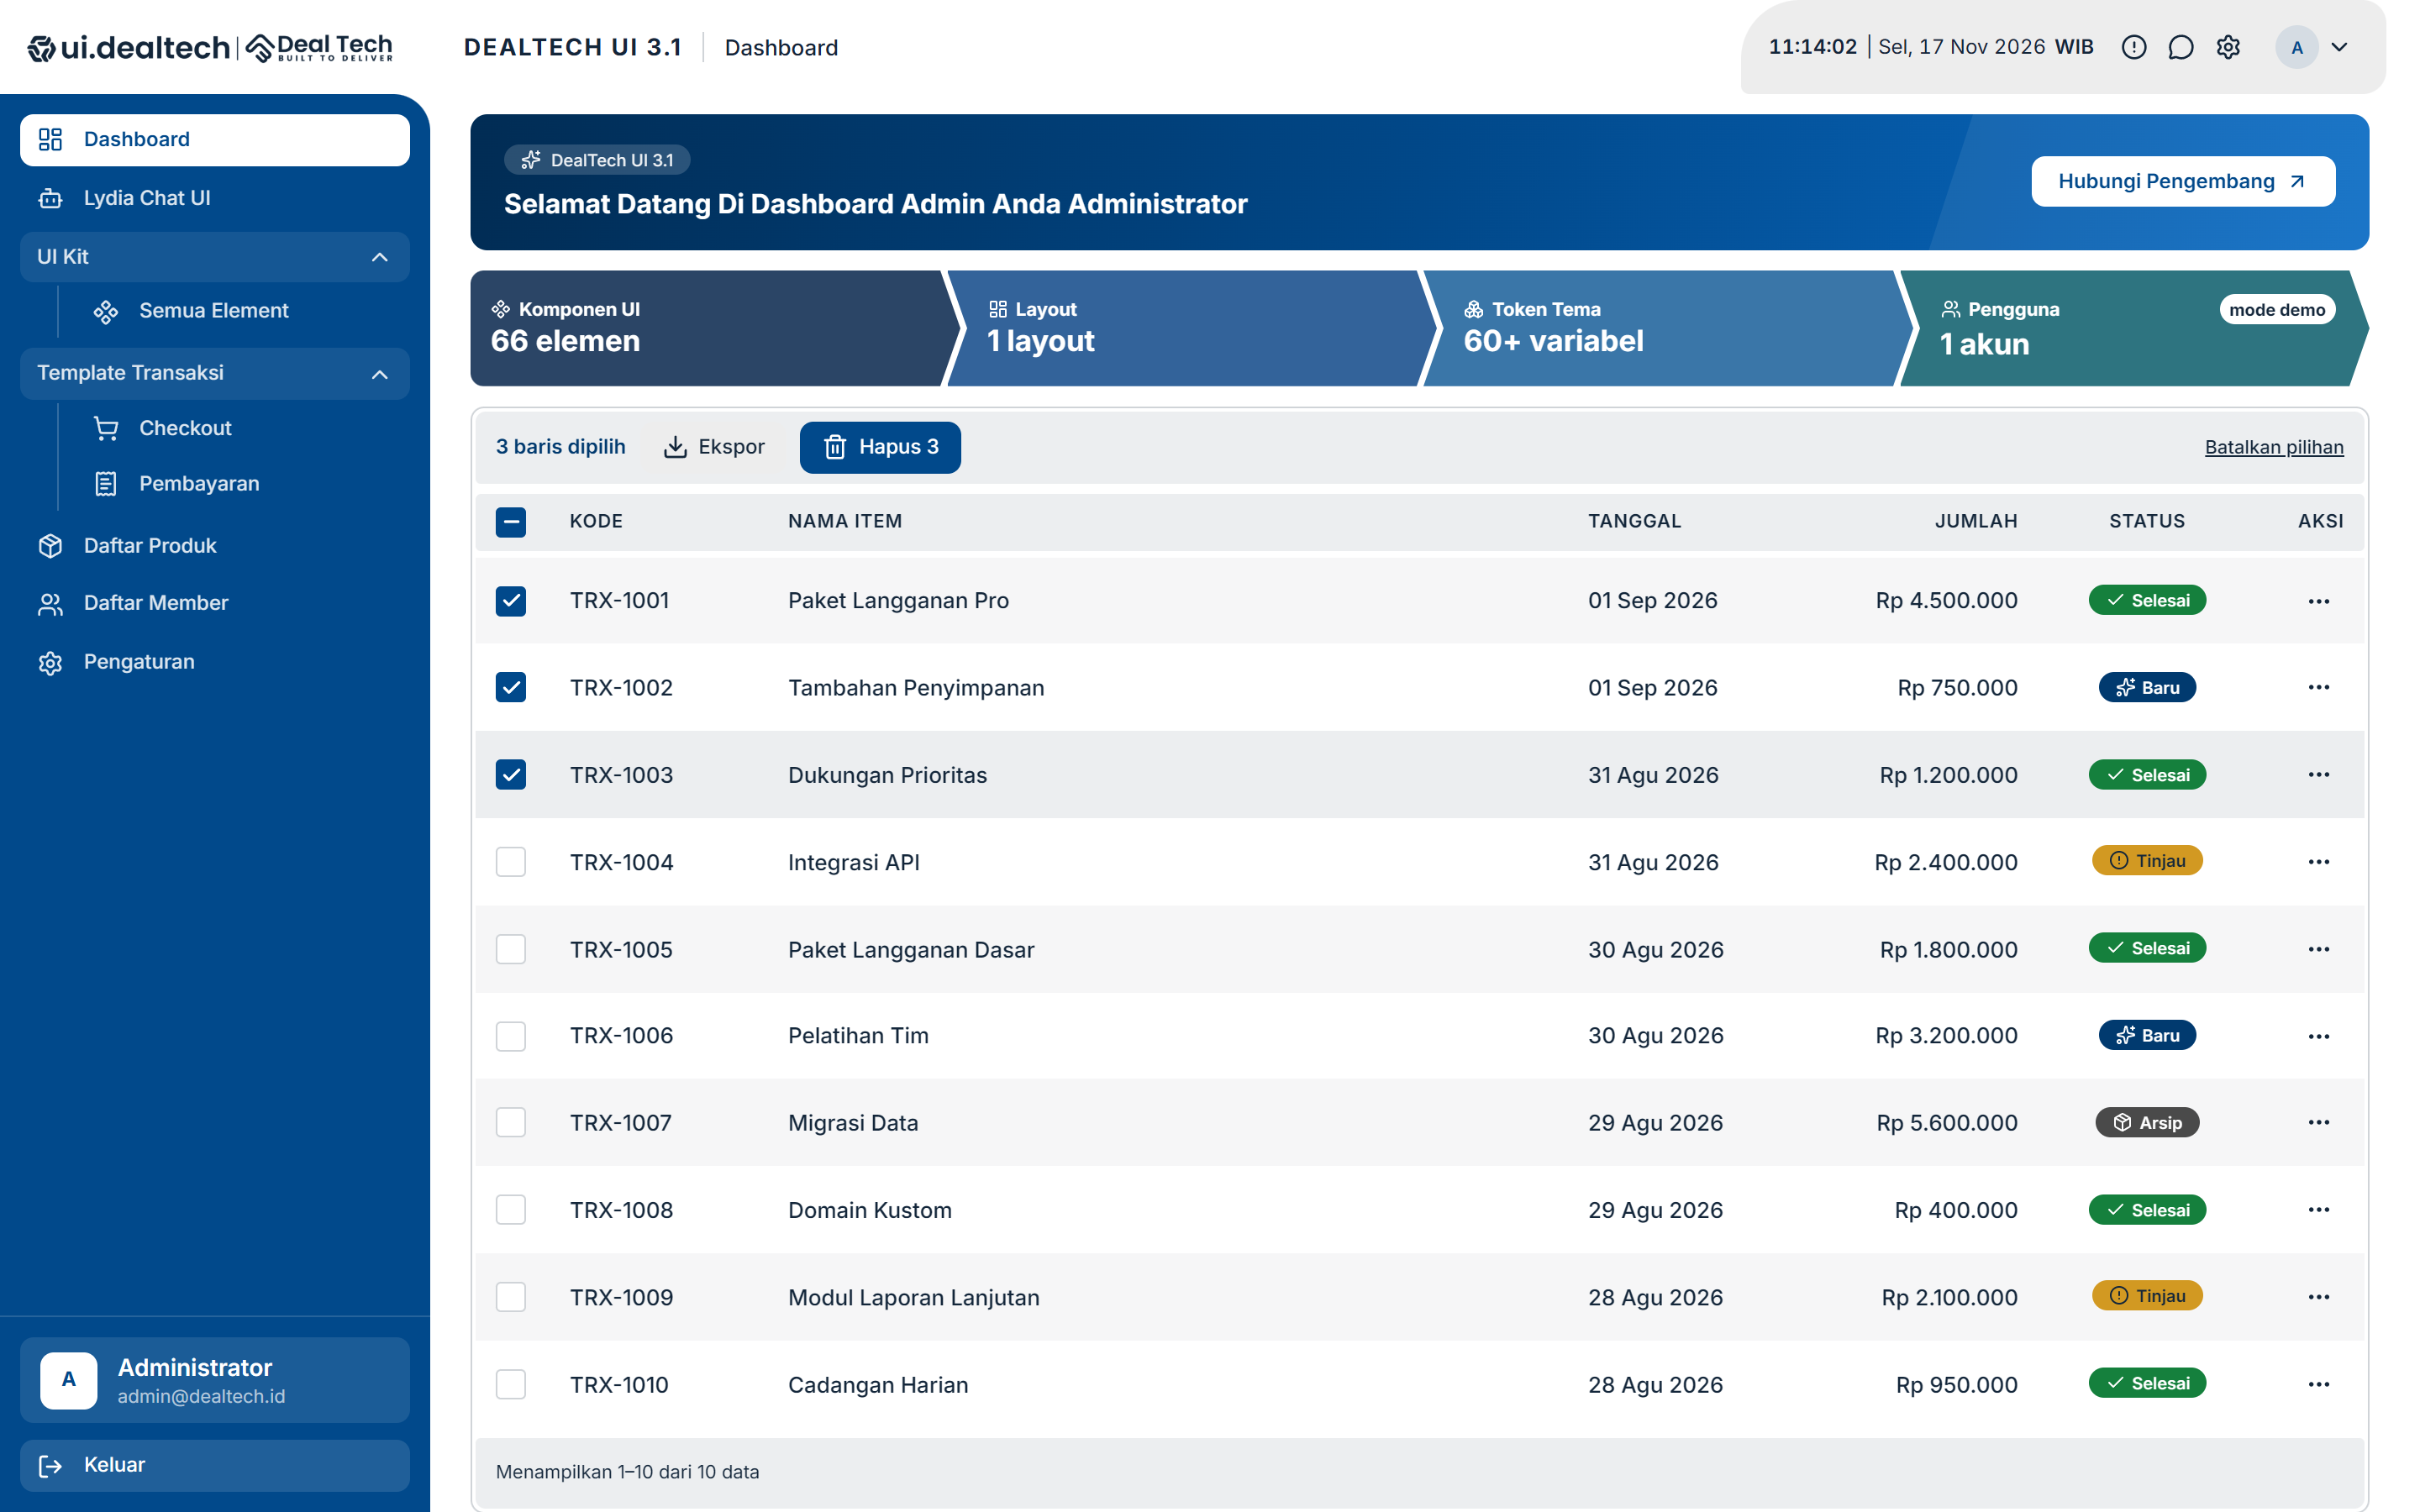 ui.dealtech | Deal Tech
BUILT TO DELIVER
DEALTECH UI 3.1
Dashboard
11:14:02 | Sel, 17 Nov 2026 WIB
A
Dashboard
Lydia Chat UI
UI Kit
Semua Element
Template Transaksi
Checkout
Pembayaran
Daftar Produk
Daftar Member
Pengaturan
A
Administrator
admin@dealtech.id
Keluar
DealTech UI 3.1
Selamat Datang Di Dashboard Admin Anda Administrator
Hubungi Pengembang
Komponen UI
66 elemen
Layout
1 layout
Token Tema
60+ variabel
Pengguna
mode demo
1 akun
3 baris dipilih Ekspor Hapus 3 Batalkan pilihan
KODE NAMA ITEM TANGGAL JUMLAH STATUS AKSI
TRX-1001 Paket Langganan Pro 01 Sep 2026 Rp 4.500.000 Selesai
TRX-1002 Tambahan Penyimpanan 01 Sep 2026 Rp 750.000 Baru
TRX-1003 Dukungan Prioritas 31 Agu 2026 Rp 1.200.000 Selesai
TRX-1004 Integrasi API 31 Agu 2026 Rp 2.400.000 Tinjau
TRX-1005 Paket Langganan Dasar 30 Agu 2026 Rp 1.800.000 Selesai
TRX-1006 Pelatihan Tim 30 Agu 2026 Rp 3.200.000 Baru
TRX-1007 Migrasi Data 29 Agu 2026 Rp 5.600.000 Arsip
TRX-1008 Domain Kustom 29 Agu 2026 Rp 400.000 Selesai
TRX-1009 Modul Laporan Lanjutan 28 Agu 2026 Rp 2.100.000 Tinjau
TRX-1010 Cadangan Harian 28 Agu 2026 Rp 950.000 Selesai
Menampilkan 1–10 dari 10 data